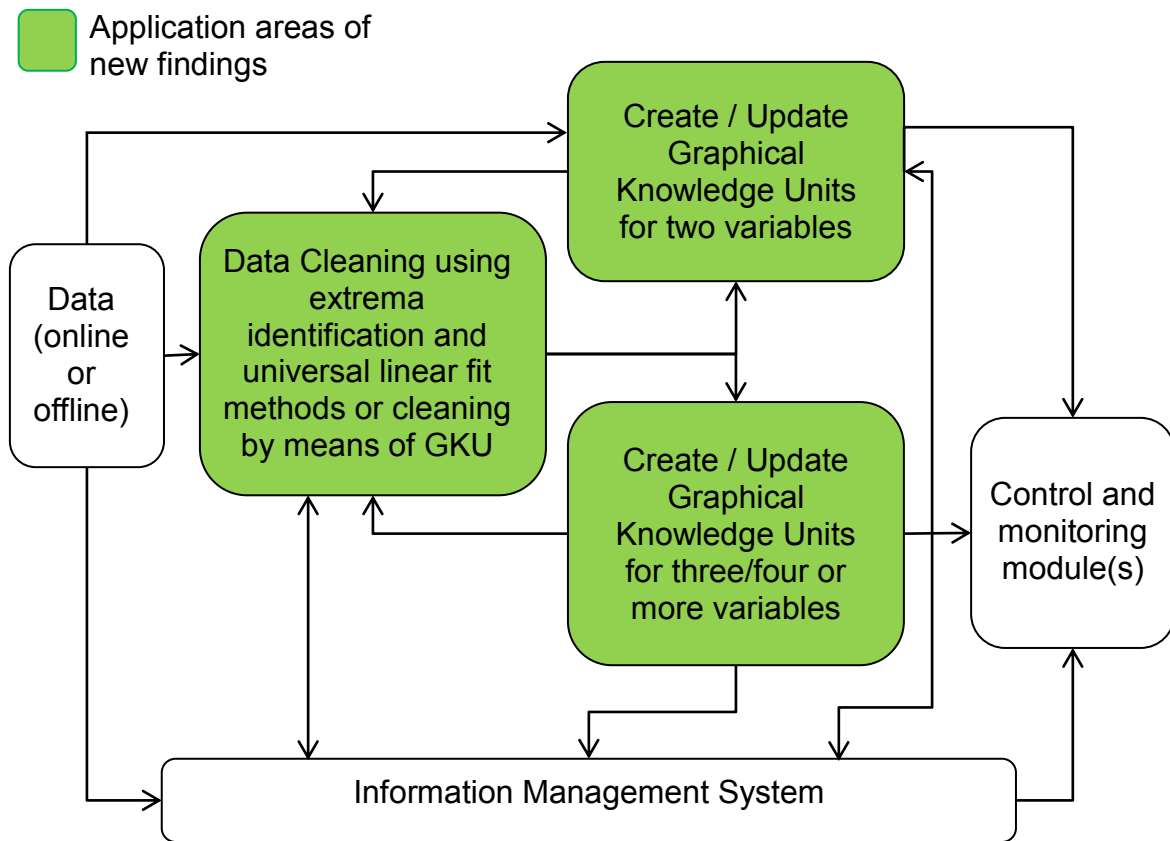 Application areas of
new findings
Create / Update
Graphical
Knowledge Units
for two variables
Data Cleaning using
extrema
identification and
universal linear fit
methods or cleaning
by means of GKU
Data
(online
or
offline)
Create / Update
Graphical
Knowledge Units
for three/four or
more variables
Control and
monitoring
module(s)
Information Management System